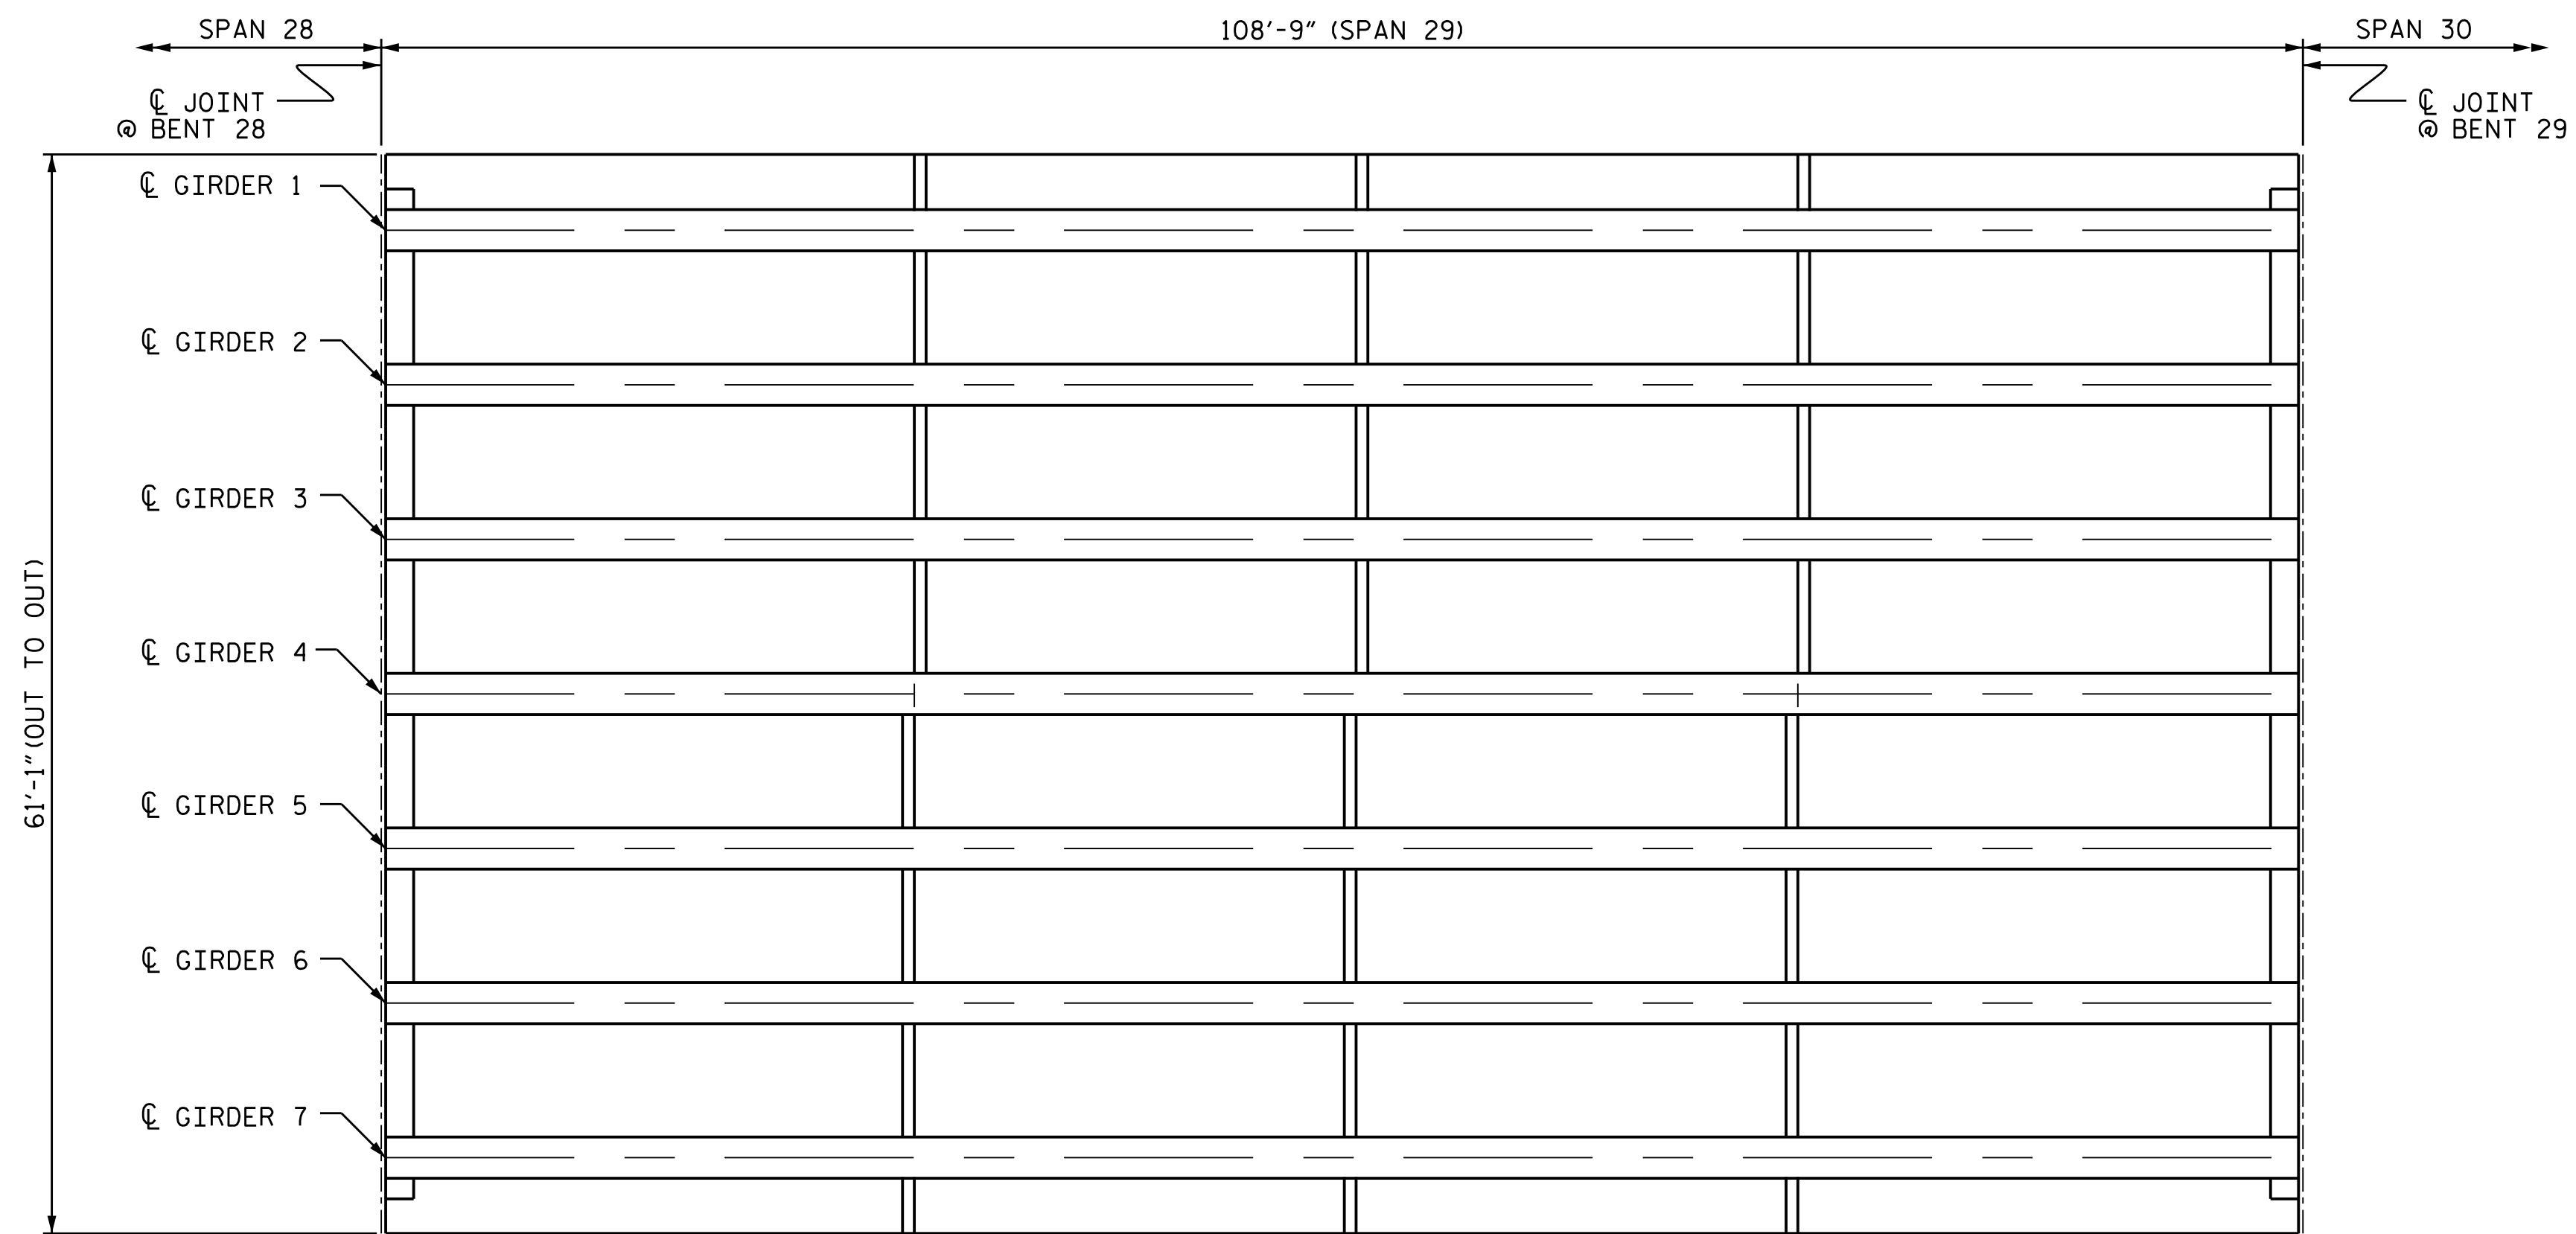 SPAN 28
108'-9" (SPAN 29)
SPAN 30
℄ JOINT
@ BENT 28
℄ JOINT
@ BENT 29
℄ GIRDER 1
℄ GIRDER 2
℄ GIRDER 3
℄ GIRDER 4
℄ GIRDER 5
℄ GIRDER 6
℄ GIRDER 7
61'-1"(OUT TO OUT)